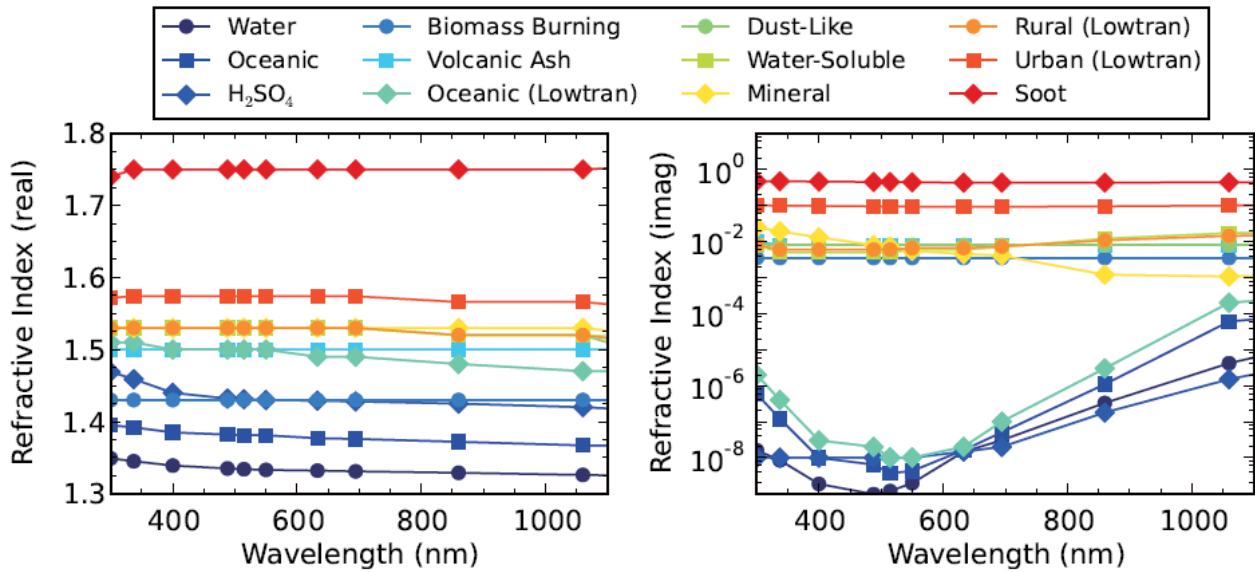 Water Biomass Burning Dust-Like Rural (Lowtran)
Oceanic Volcanic Ash Water-Soluble Urban (Lowtran)
H₂SO₄ Oceanic (Lowtran) Mineral Soot
Refractive Index (real)
1.8
1.7
1.6
1.5
1.4
1.3
400 600 800 1000
Wavelength (nm)
Refractive Index (imag)
10⁰
10⁻²
10⁻⁴
10⁻⁶
10⁻⁸
400 600 800 1000
Wavelength (nm)